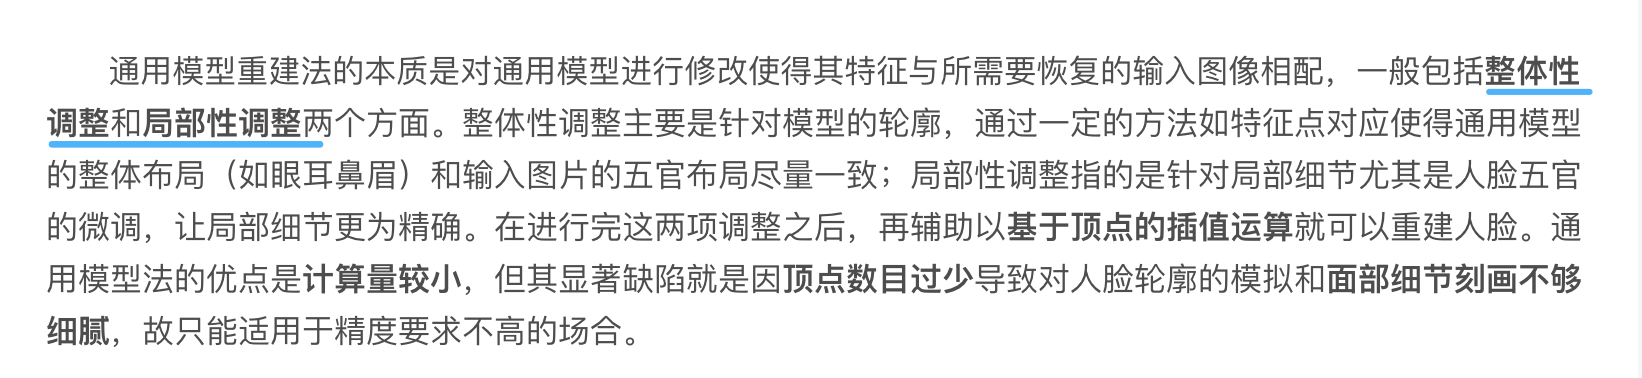 通用模型重建法的本质是对通用模型进行修改使得其特征与所需要恢复的输入图像相配，一般包括整体性
调整和局部性调整两个方面。整体性调整主要是针对模型的轮廓，通过一定的方法如特征点对应使得通用模型
的整体布局（如眼耳鼻眉）和输入图片的五官布局尽量一致；局部性调整指的是针对局部细节尤其是人脸五官
的微调，让局部细节更为精确。在进行完这两项调整之后，再辅助以基于顶点的插值运算就可以重建人脸。通
用模型法的优点是计算量较小，但其显著缺陷就是因顶点数目过少导致对人脸轮廓的模拟和面部细节刻画不够
细腻，故只能适用于精度要求不高的场合。